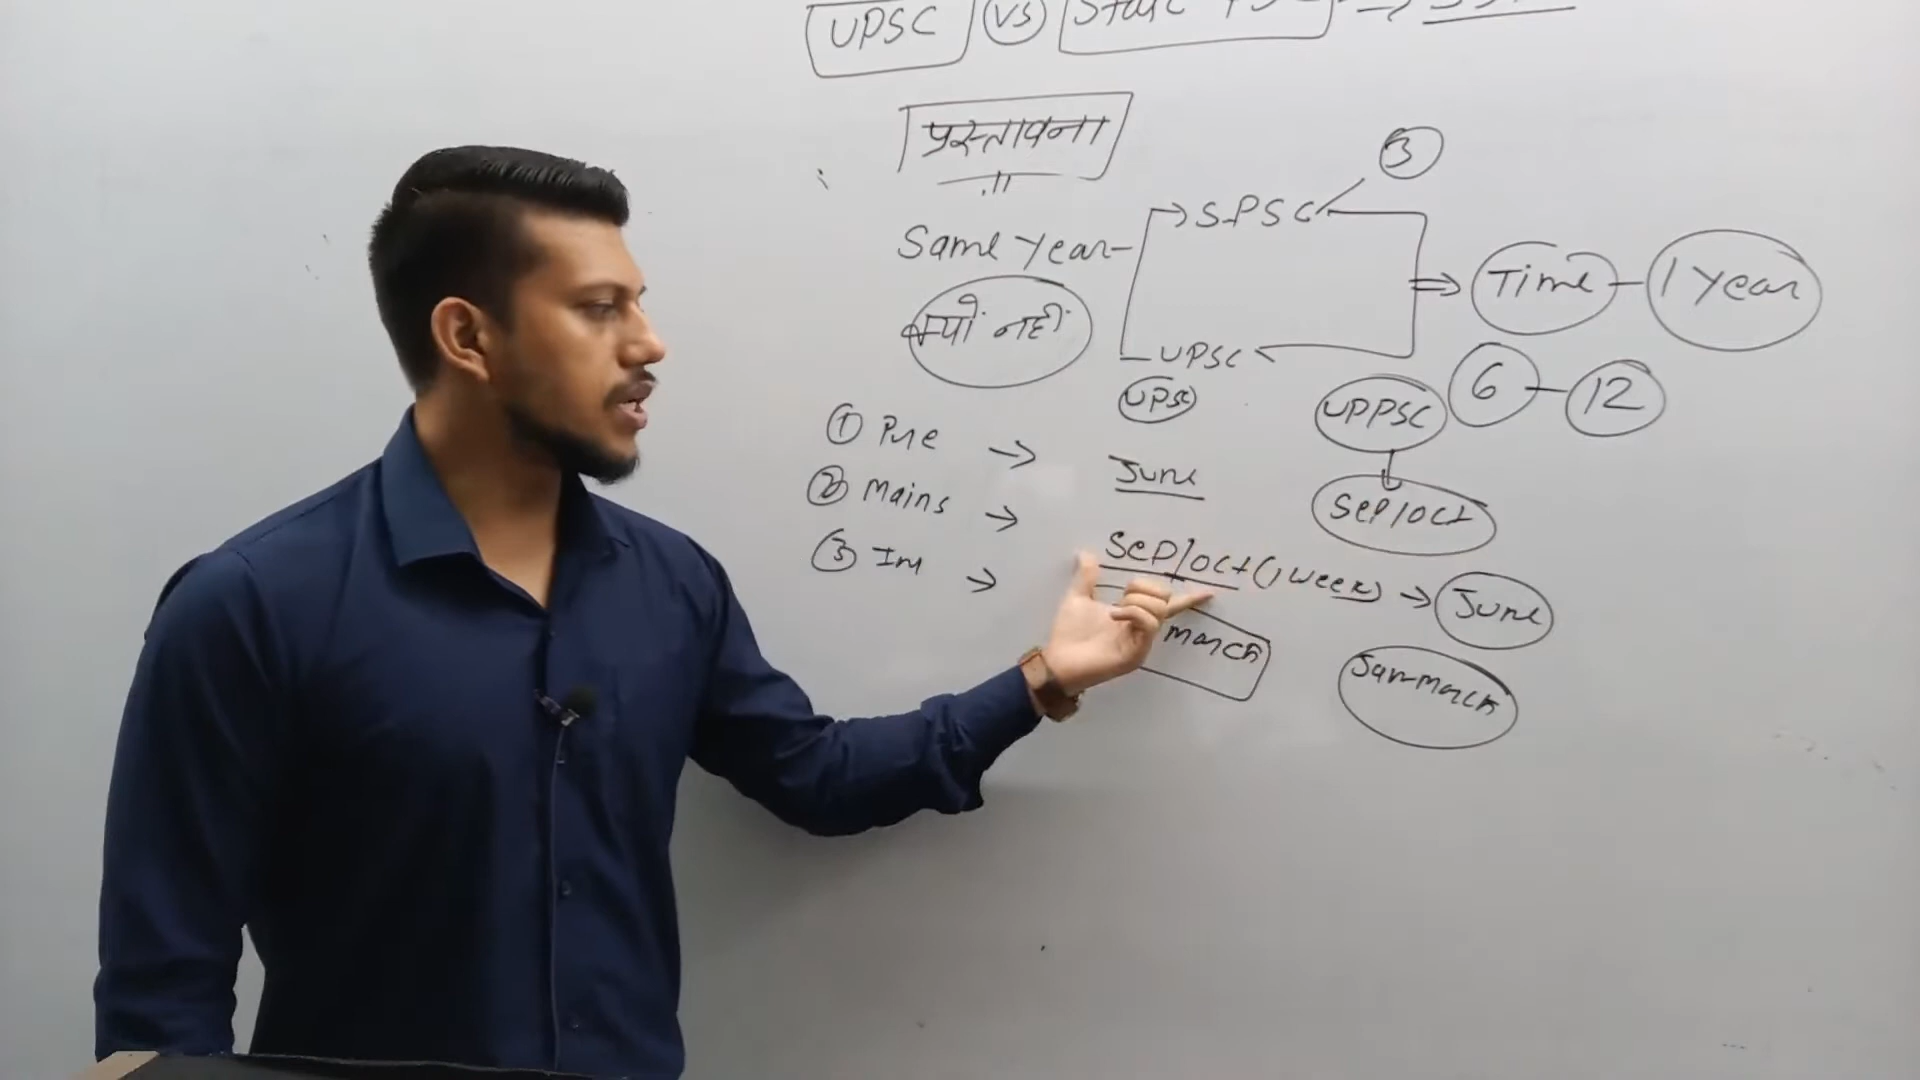 UPSC VS State
प्रस्तावना
3
SPSC
Same Year
Time - 1 Year
क्यों नहीं
UPSC
UPSC UPPSC 6 - 12
① Pre → June
② Mains → Sep/Oct
Sep/Oct (1 week) → June
③ Int →
March Jan-March